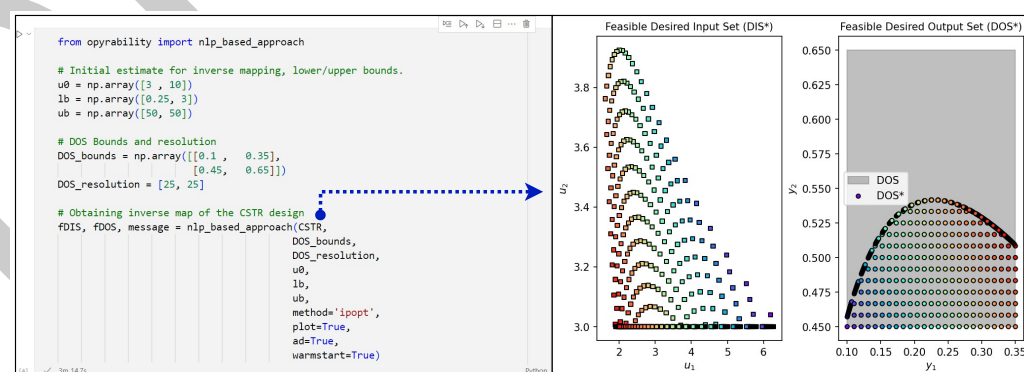 from opyrability import nlp_based_approach
# Initial estimate for inverse mapping, lower/upper bounds.
u0 = np.array([3 , 10])
lb = np.array([0.25, 3])
ub = np.array([50, 50])
# DOS Bounds and resolution
DOS_bounds = np.array([[0.1 , 0.35],
[0.45, 0.65]])
DOS_resolution = [25, 25]
# Obtaining inverse map of the CSTR design
fDIS, fDOS, message = nlp_based_approach(CSTR,
DOS_bounds,
DOS_resolution,
u0,
lb,
ub,
method='ipopt',
plot=True,
ad=True,
warmstart=True)
3m 14.7s
Python
Feasible Desired Input Set (DIS*)
3.8
3.6
3.4
3.2
3.0
u2
2 3 4 5 6
u1
Feasible Desired Output Set (DOS*)
0.650
0.625
0.600
0.575
0.550
0.525
0.500
0.475
0.450
y2
DOS
DOS*
0.10 0.15 0.20 0.25 0.30 0.35
y1